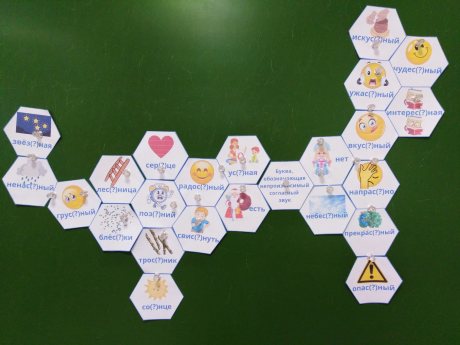 искус(?)ный
чудес(?)ный
ужас(?)ный
интерес(?)ная
вкус(?)ный
звёз(?)ная
ненас(?)ный
грус(?)ный
лес(?)ница
сер(?)це
радос(?)ный
ус(?)ная
Буква,
обозначающая
непроизносимый
согласный
звук
нет
напрас(?)но
блёс(?)ки
поз(?)ний
свис(?)нуть
есть
небес(?)ный
прекрас(?)ный
трос(?)ник
со(?)нце
опас(?)ный